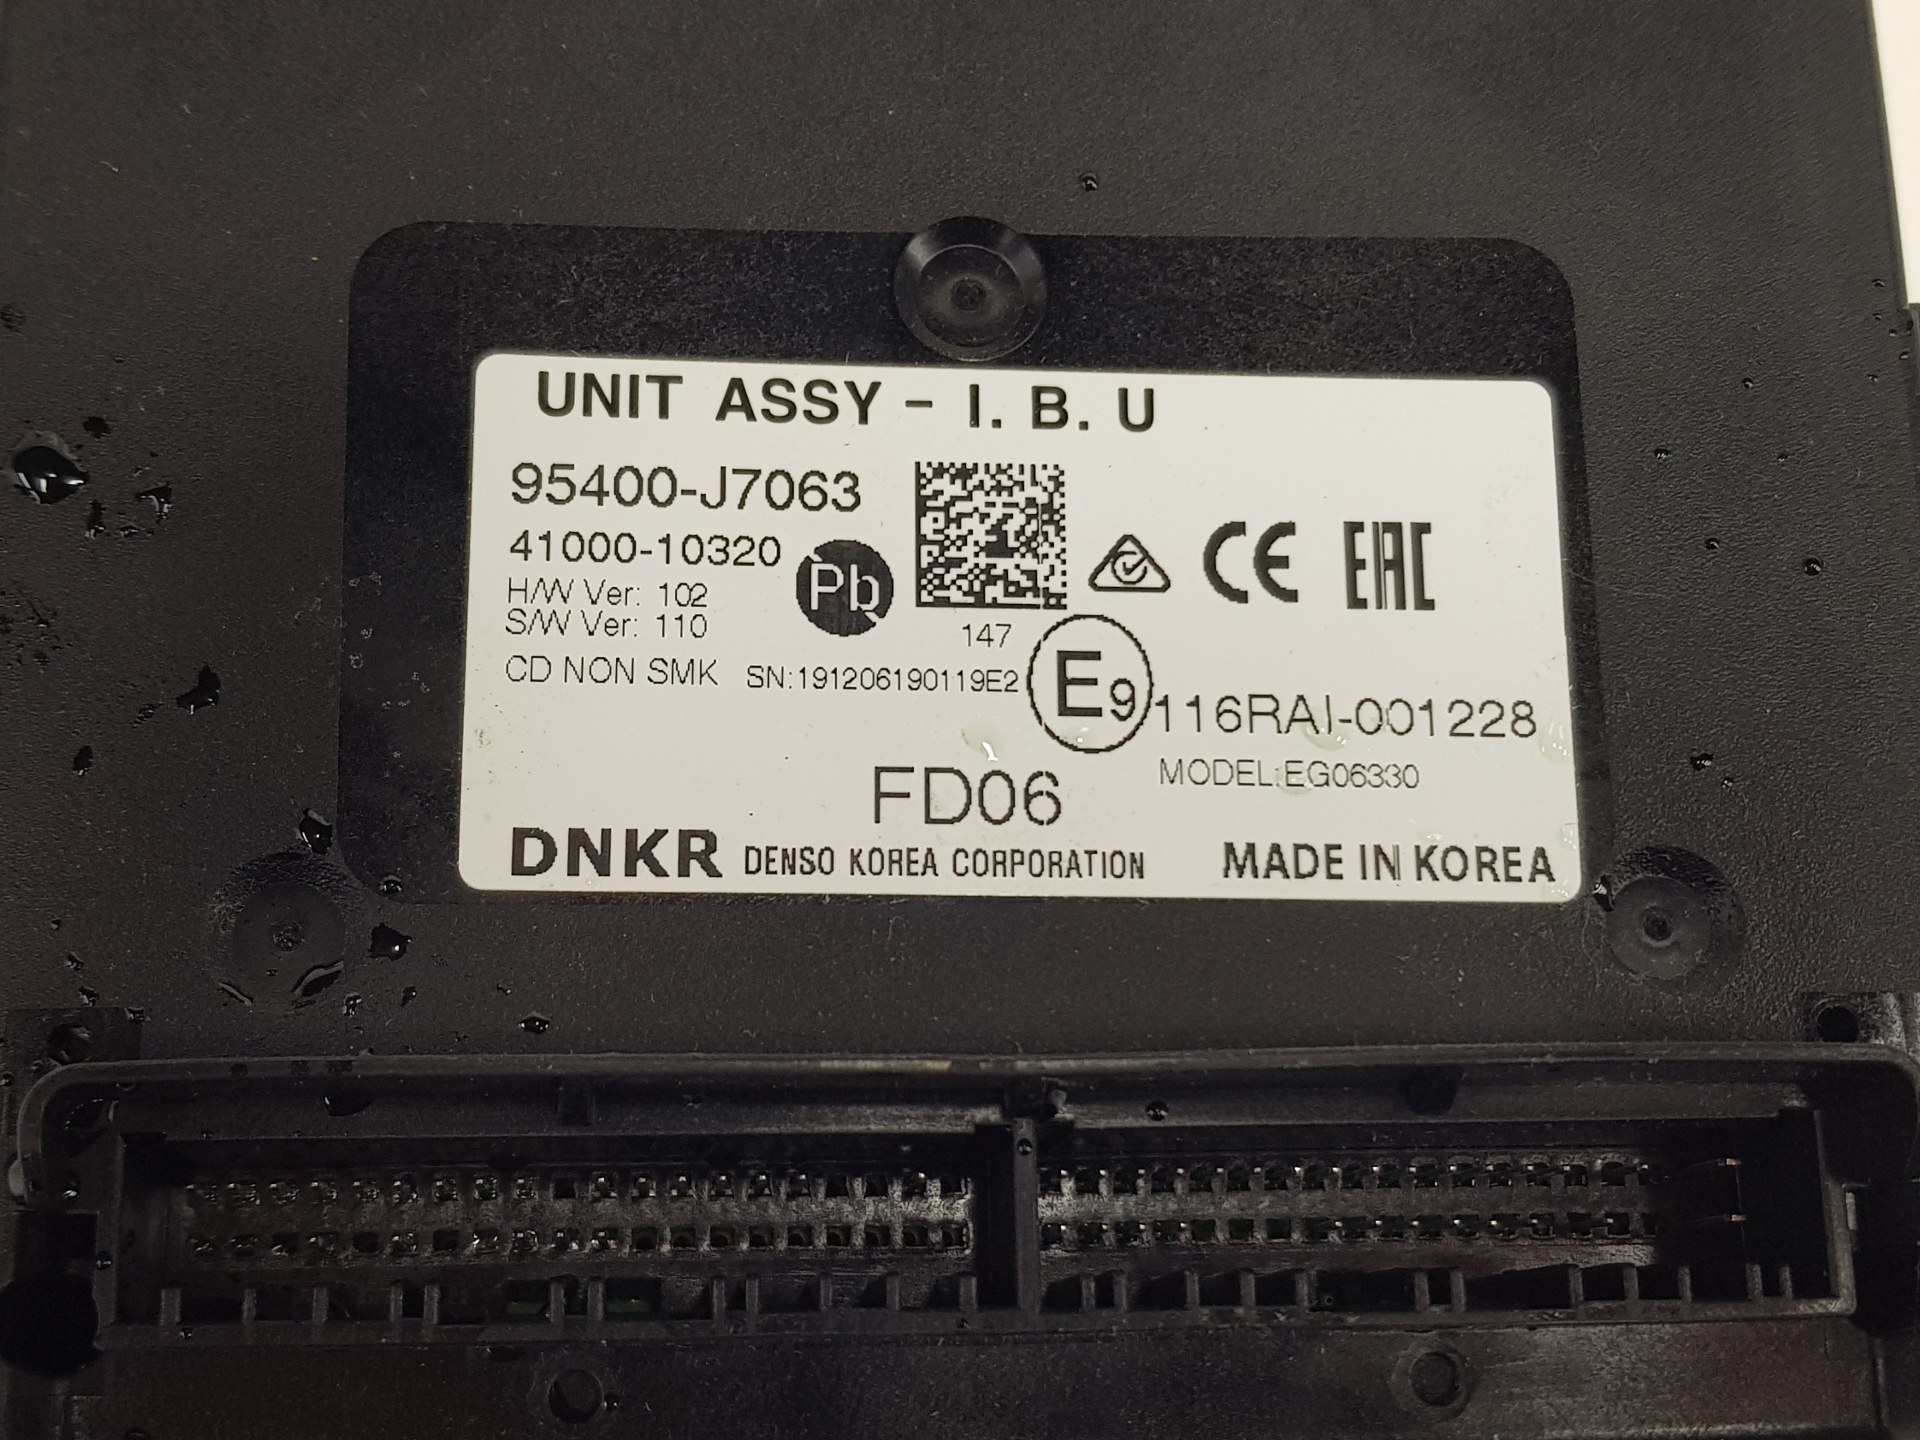 UNIT ASSY - I. B. U
95400-J7063
41000-10320
H/W Ver: 102
S/W Ver: 110
Pb
147
CE
EAC
CD NON SMK SN:191206190119E2
E9 116RAI-001228
MODEL:EG06330
FD06
DNKR DENSO KOREA CORPORATION MADE IN KOREA